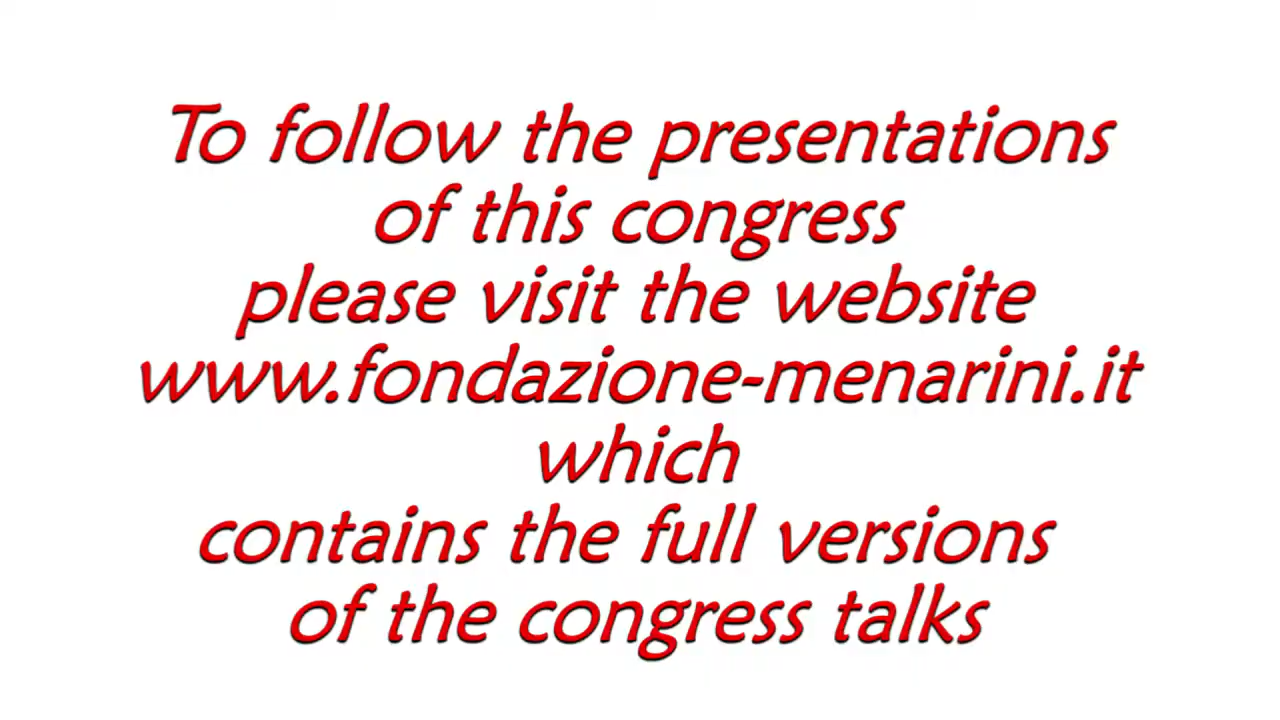 To follow the presentations
of this congress
please visit the website
www.fondazione-menarini.it
which
contains the full versions
of the congress talks